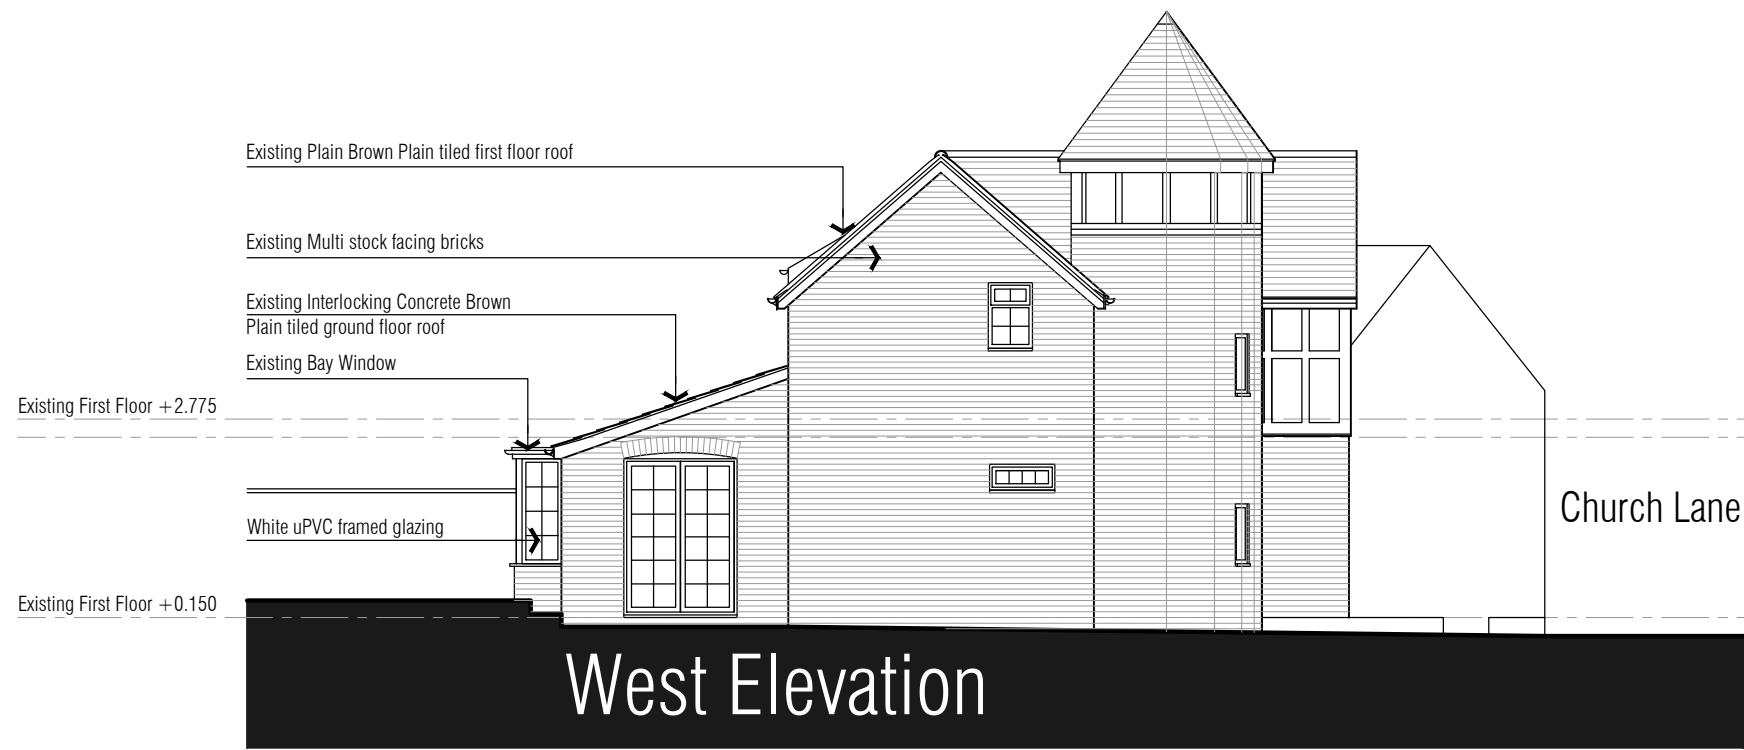 Existing Plain Brown Plain tiled first floor roof
Existing Multi stock facing bricks
Existing Interlocking Concrete Brown
Plain tiled ground floor roof
Existing Bay Window
Existing First Floor +2.775
White uPVC framed glazing
Church Lane
Existing First Floor +0.150
West Elevation